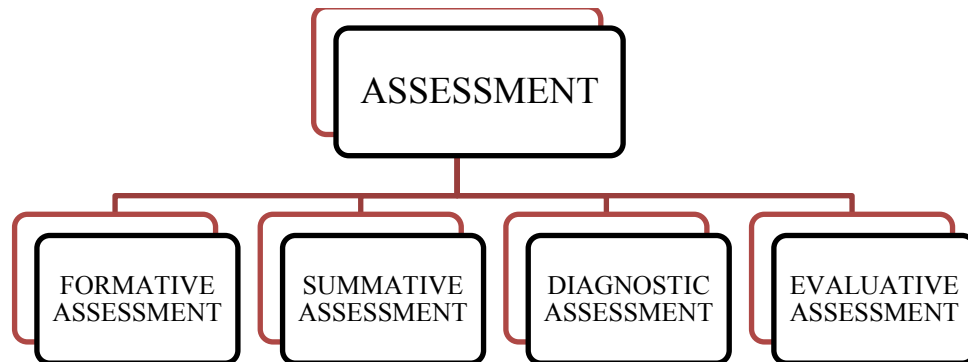 ASSESSMENT
FORMATIVE
ASSESSMENT
SUMMATIVE
ASSESSMENT
DIAGNOSTIC
ASSESSMENT
EVALUATIVE
ASSESSMENT